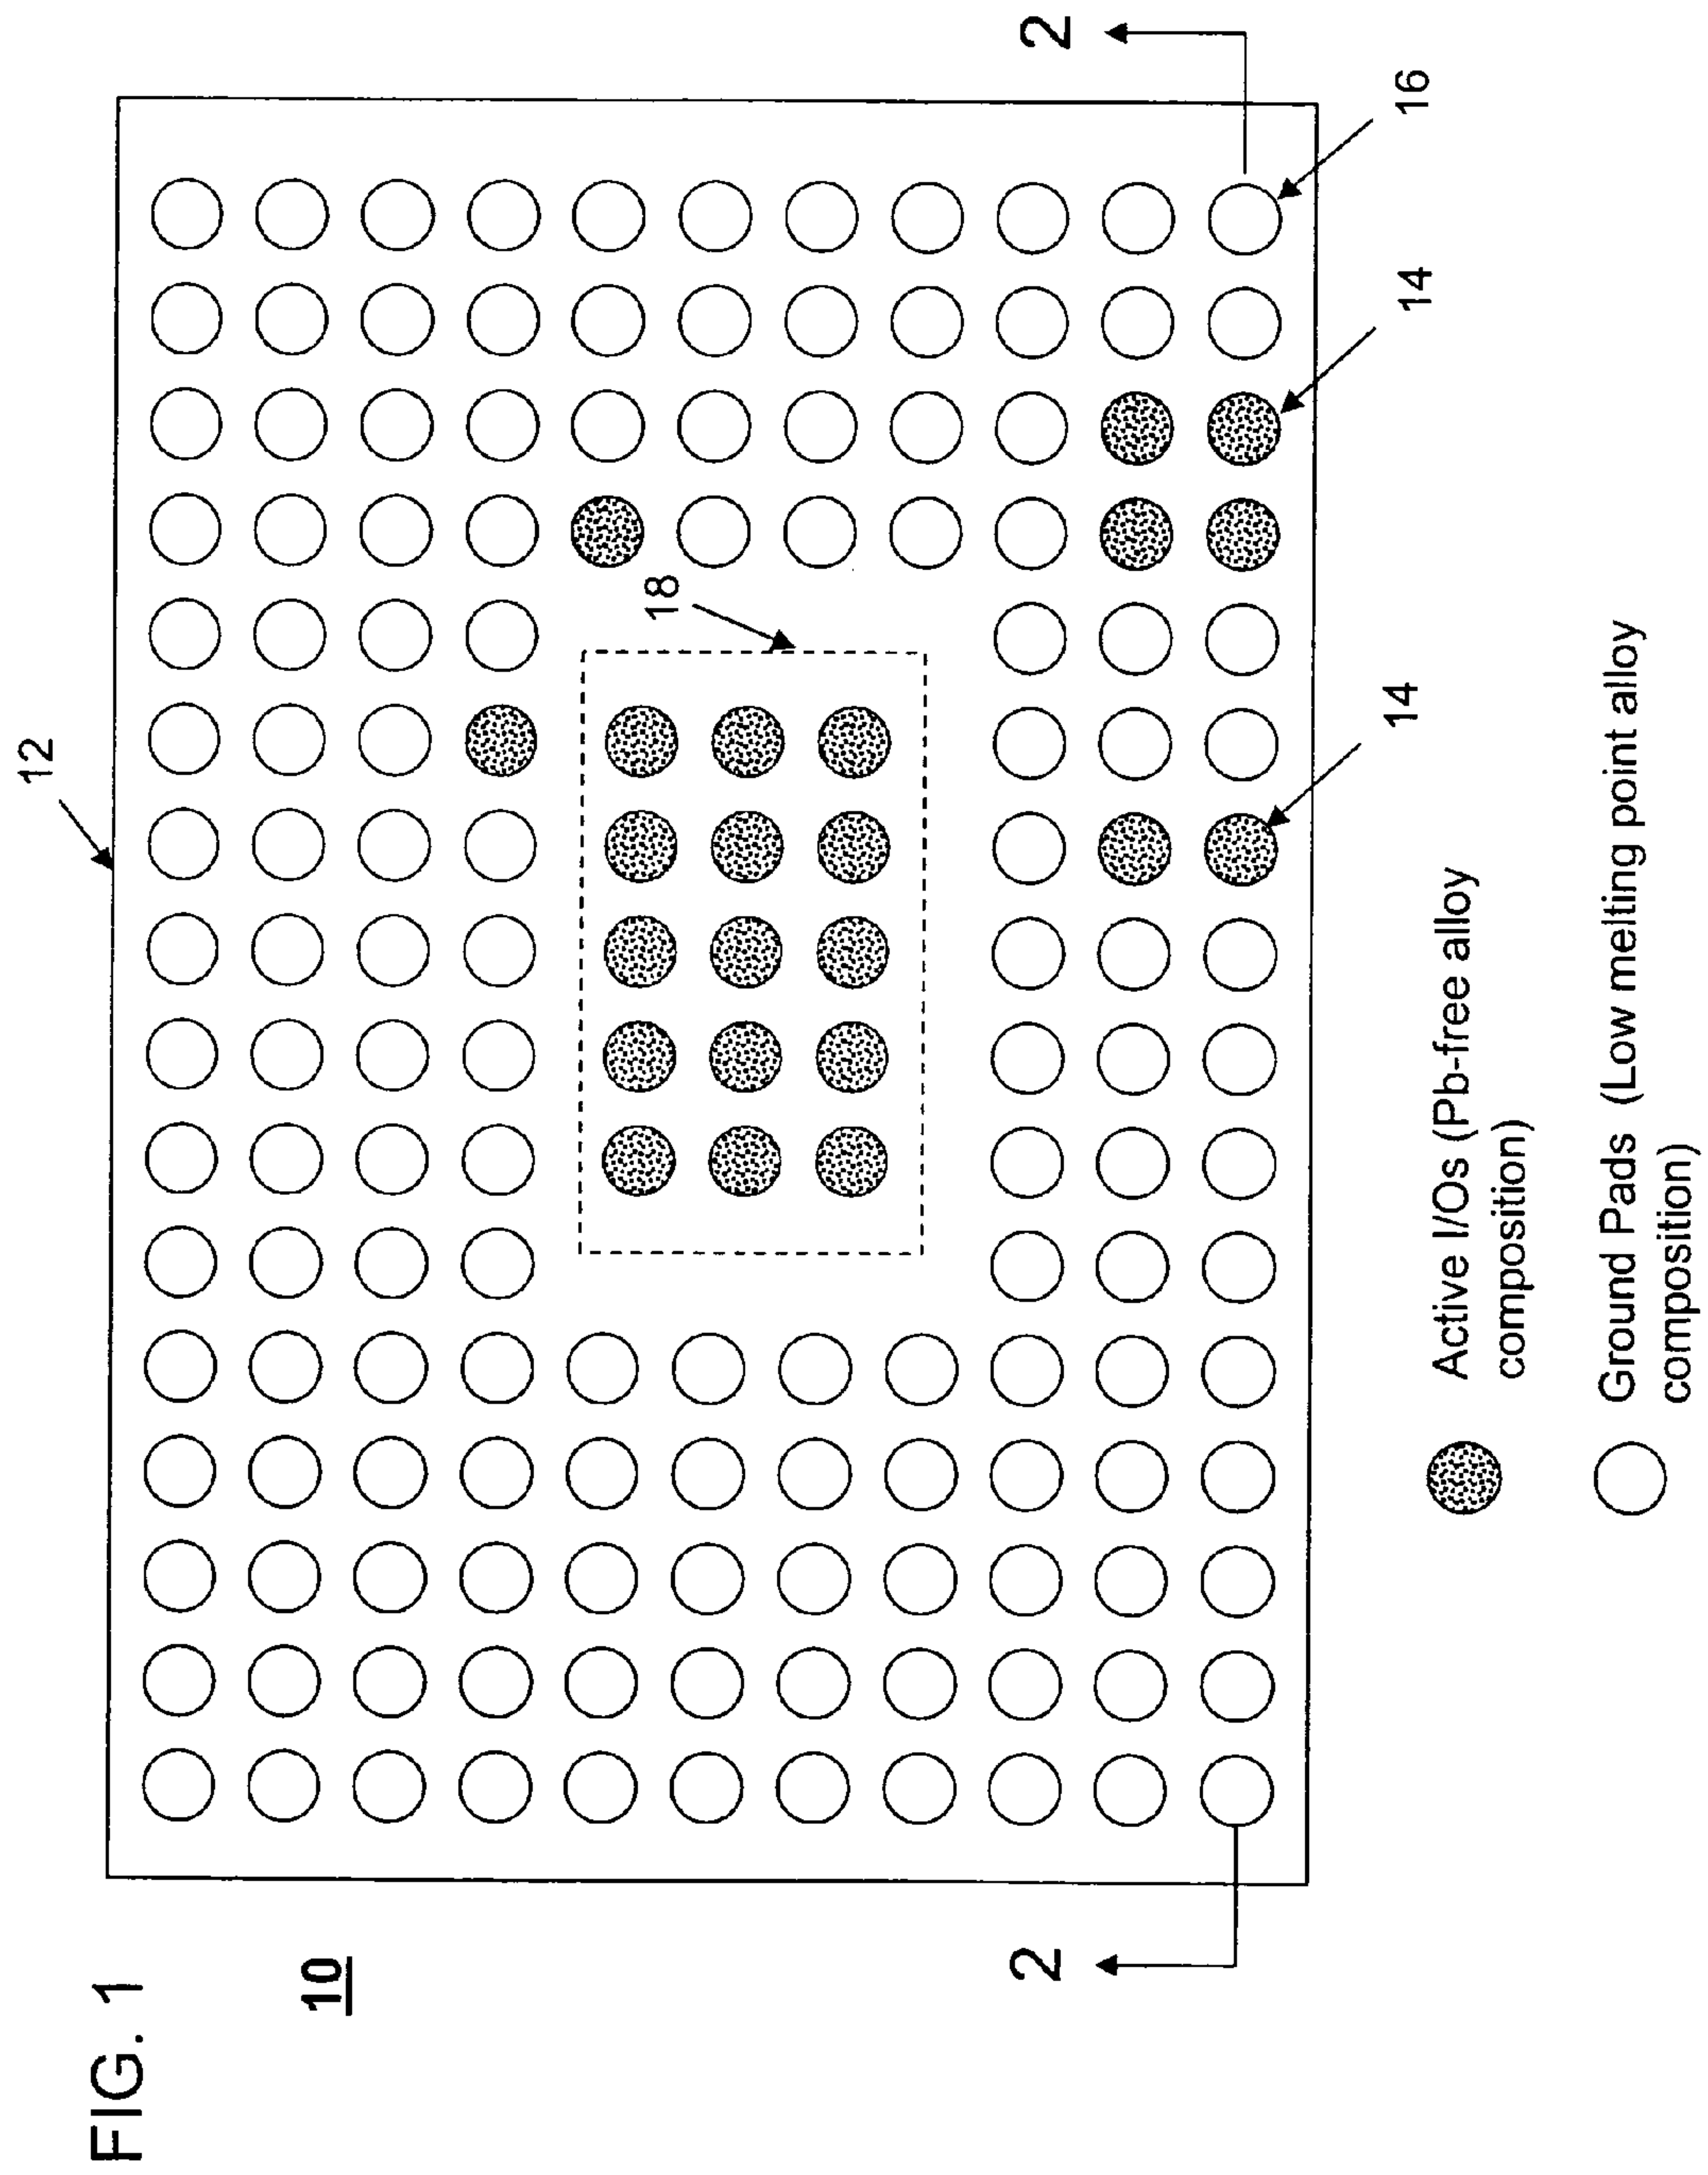 FIG. 1
10
12
2
2
16
14
14
18
Active I/Os (Pb-free alloy
composition)
Ground Pads (Low melting point alloy
composition)